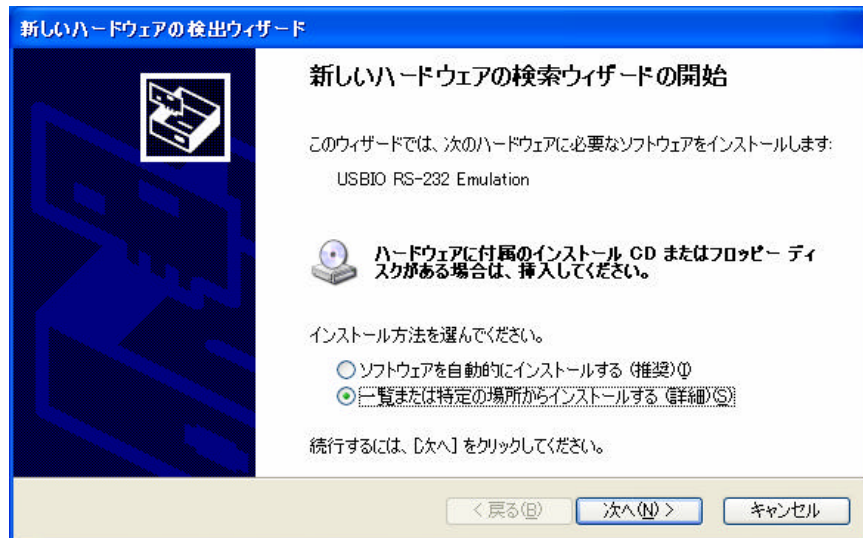 新しいハードウェアの検出ウィザード
新しいハードウェアの検索ウィザードの開始
このウィザードでは、次のハードウェアに必要なソフトウェアをインストールします:
USBIO RS-232 Emulation
ハードウェアに付属のインストール CD またはフロッピー ディ
スクがある場合は、挿入してください。
インストール方法を選んでください。
ソフトウェアを自動的にインストールする (推奨)(I)
一覧または特定の場所からインストールする (詳細)(S)
続行するには、[次へ] をクリックしてください。
< 戻る(B) 次へ(N) > キャンセル